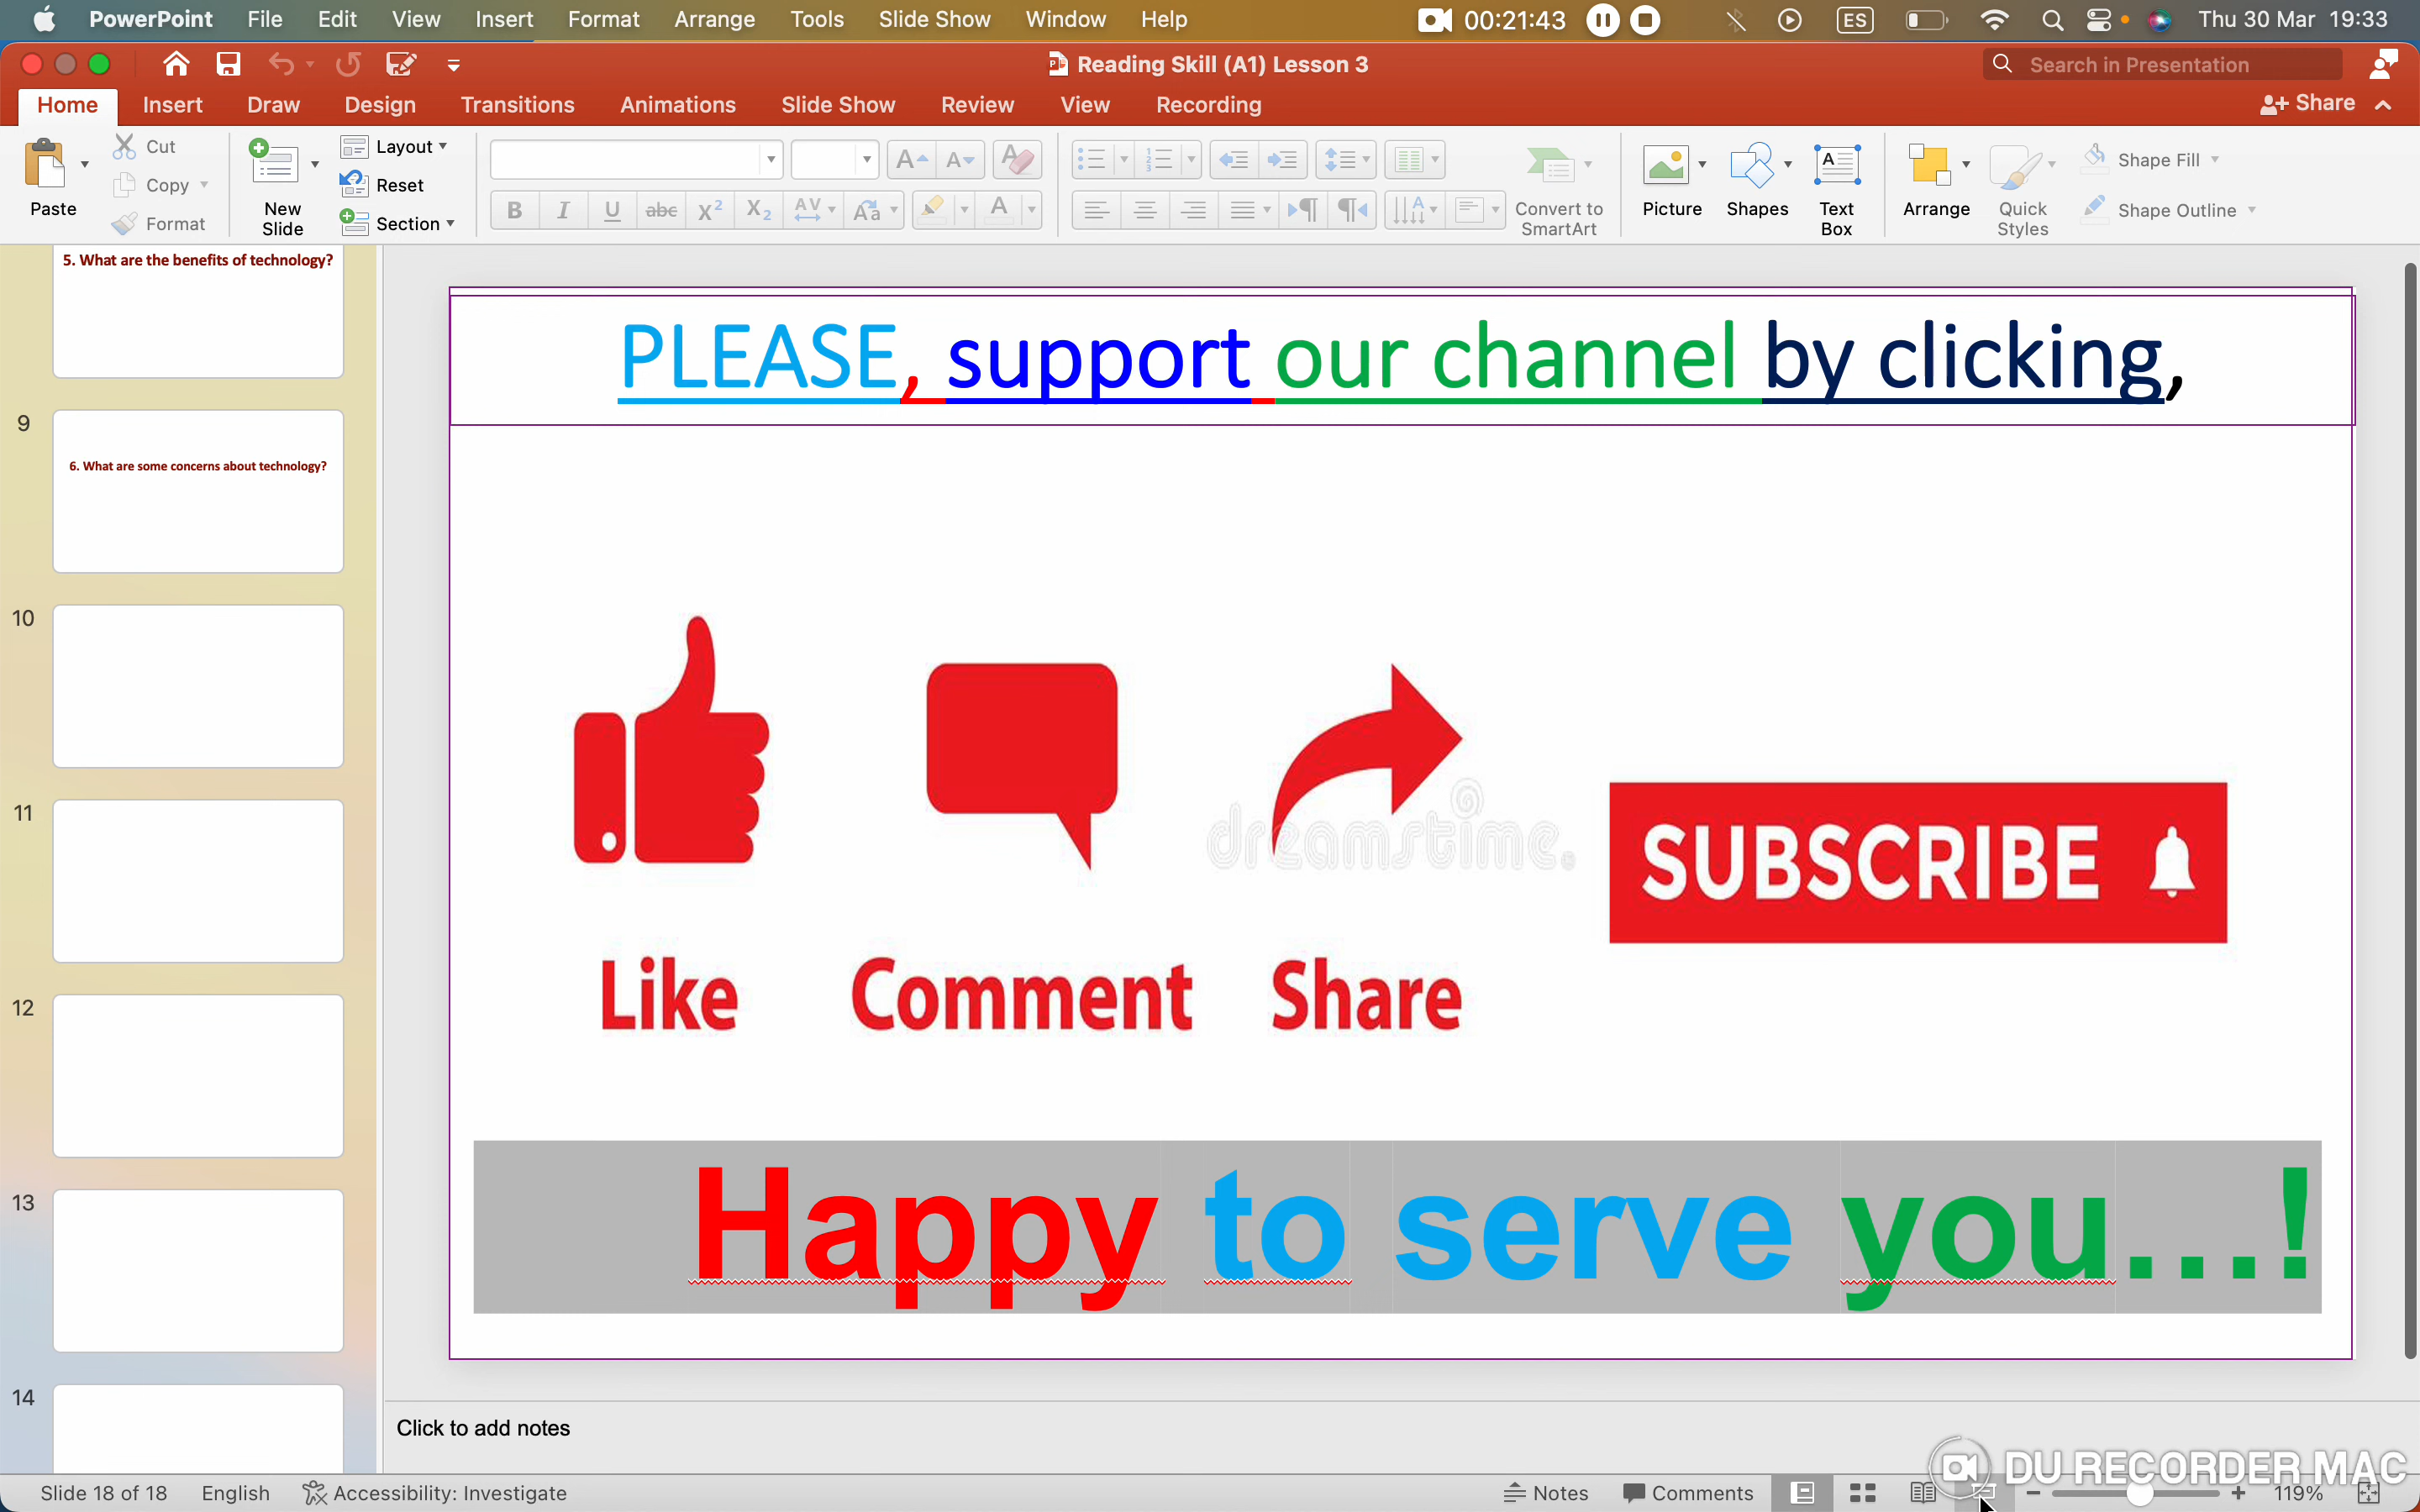 PowerPoint File Edit View Insert Format Arrange Tools Slide Show Window Help 00:21:43 ES Thu 30 Mar 19:33
Reading Skill (A1) Lesson 3
Search in Presentation
Home Insert Draw Design Transitions Animations Slide Show Review View Recording Share
Paste
Cut
Copy
Format
New Slide
Layout
Reset
Section
Convert to SmartArt
Picture
Shapes
Text Box
Arrange
Quick Styles
Shape Fill
Shape Outline
5. What are the benefits of technology?
9
6. What are some concerns about technology?
10
11
12
13
14
PLEASE, support our channel by clicking,
dreamstime.
SUBSCRIBE
Like Comment Share
Happy to serve you...!
Click to add notes
DU RECORDER MAC
Slide 18 of 18 English Accessibility: Investigate Notes Comments 119%